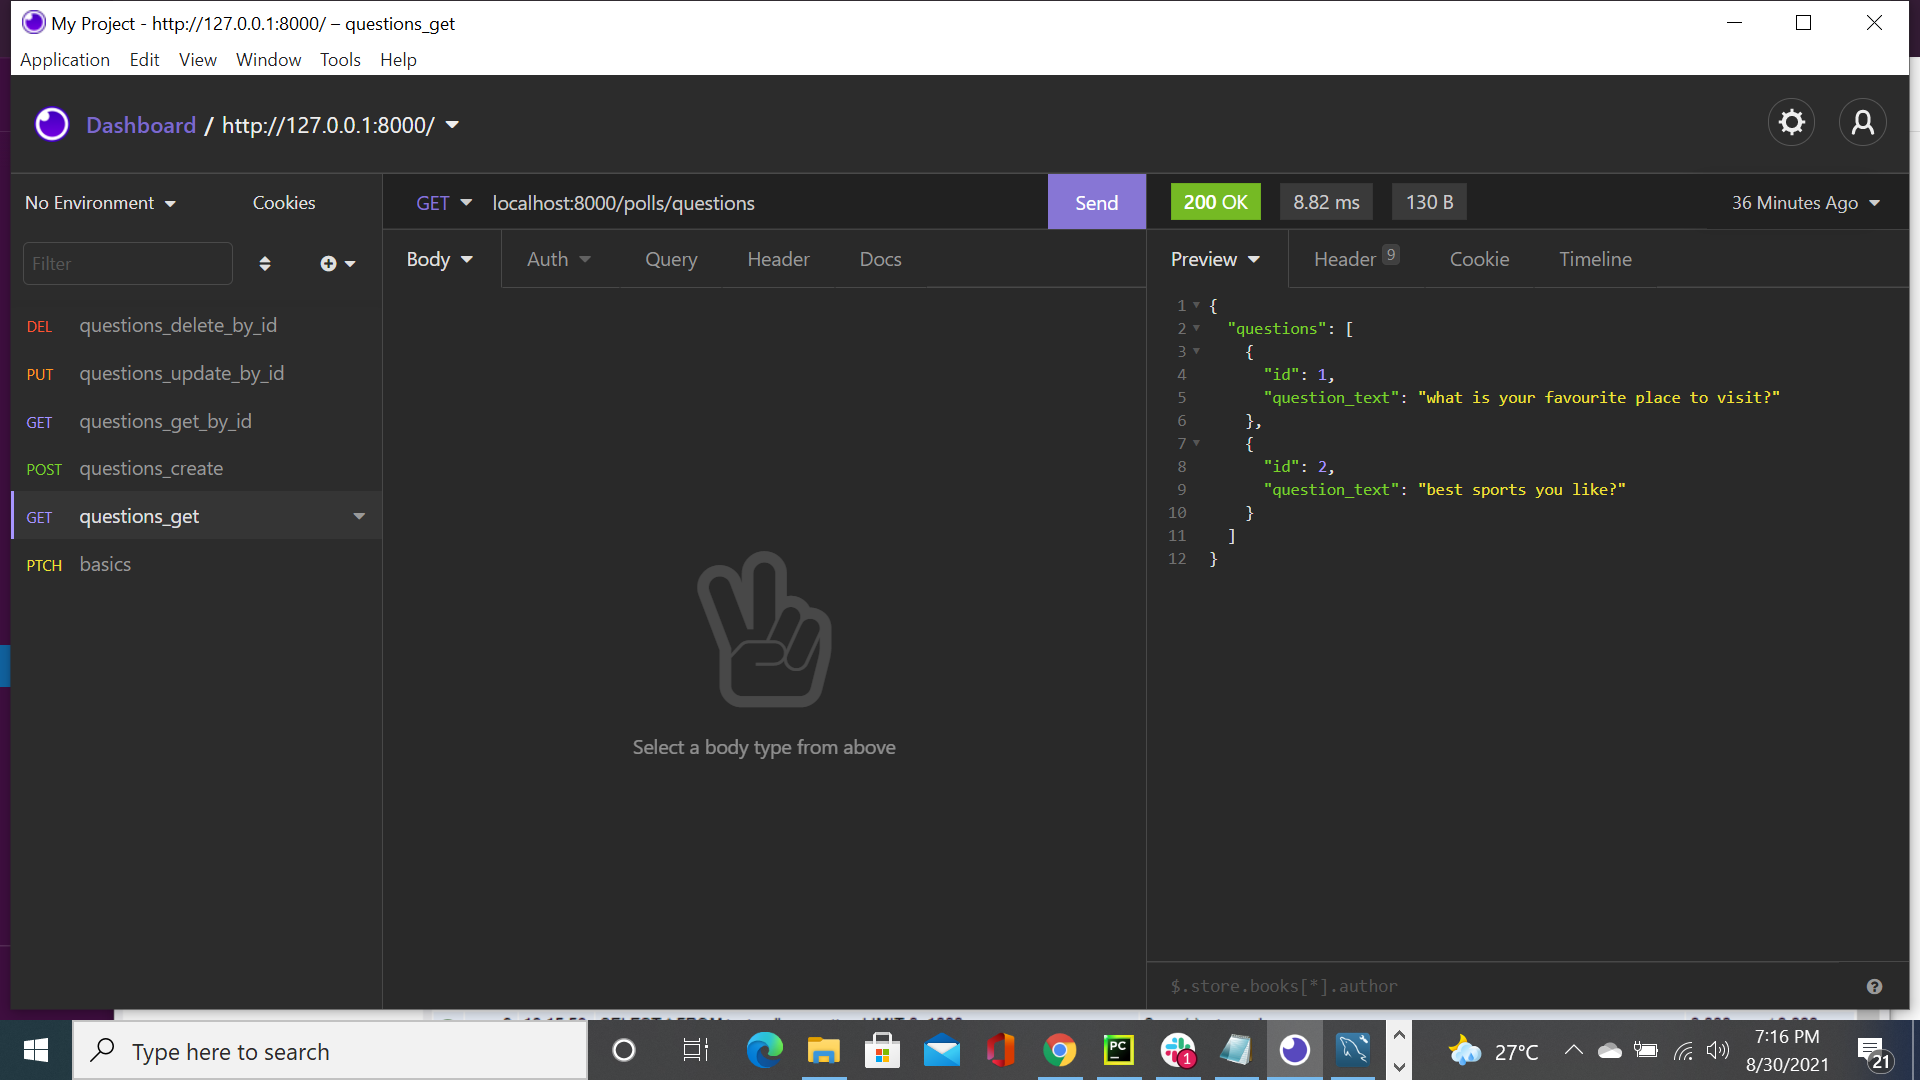 My Project - http://127.0.0.1:8000/ – questions_get
Application Edit View Window Tools Help
Dashboard / http://127.0.0.1:8000/
No Environment Cookies
GET localhost:8000/polls/questions Send
200 OK 8.82 ms 130 B 36 Minutes Ago
Filter
Body Auth Query Header Docs
Preview Header 9 Cookie Timeline
DEL questions_delete_by_id
PUT questions_update_by_id
GET questions_get_by_id
POST questions_create
GET questions_get
PTCH basics
Select a body type from above
1 {
2 "questions": [
3 {
4 "id": 1,
5 "question_text": "what is your favourite place to visit?"
6 },
7 {
8 "id": 2,
9 "question_text": "best sports you like?"
10 }
11 ]
12 }
$.store.books[*].author
Type here to search
PC
1
27°C
7:16 PM
8/30/2021
21